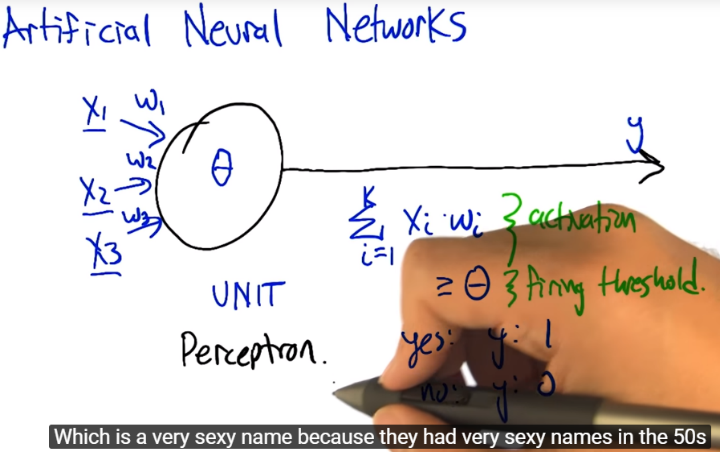 Artificial Neural Networks
X1 w1
y
w2
θ
X2
w3
X3
K
Σ Xi · wi } activation
i=1
≥ θ } firing threshold.
UNIT
Perceptron.
yes: y: 1
no: y: 0
Which is a very sexy name because they had very sexy names in the 50s